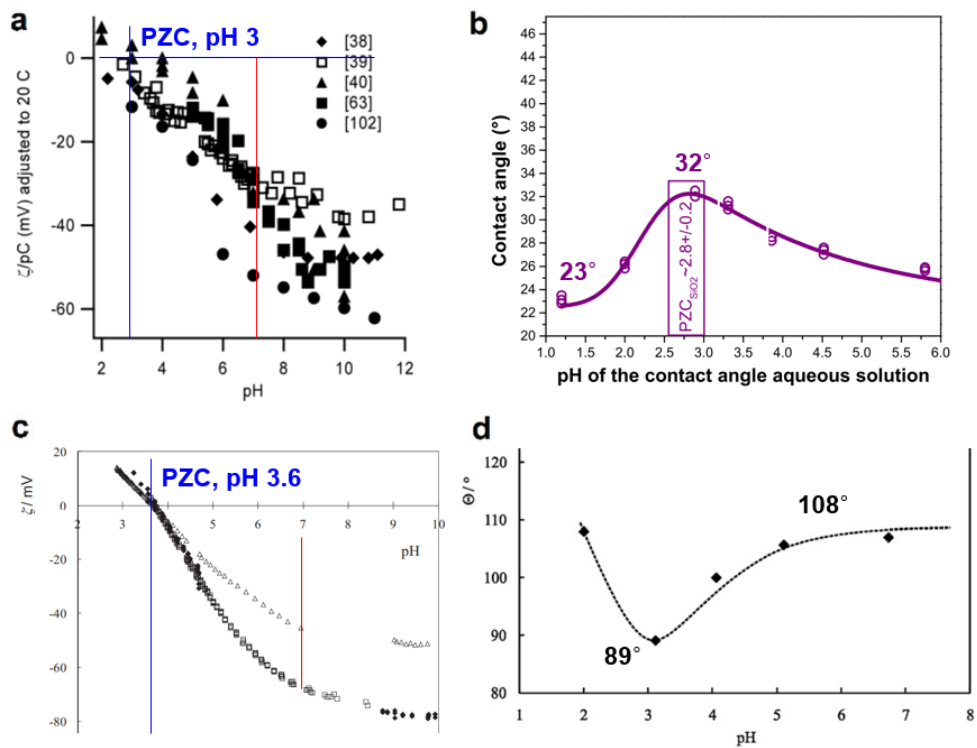 a
PZC, pH 3
[38]
[39]
[40]
[63]
[102]
ζ/pC (mV) adjusted to 20 C
0
-20
-40
-60
2 4 6 8 10 12
pH
b
Contact angle (°)
46
44
42
40
38
36
34
32
30
28
26
24
22
20
32°
23°
PZC SiO2 ~2.8+/-0.2
1.0 1.5 2.0 2.5 3.0 3.5 4.0 4.5 5.0 5.5 6.0
pH of the contact angle aqueous solution
c
PZC, pH 3.6
ζ / mV
20
0
-20
-40
-60
-80
2 3 4 5 6 7 8 9 10
pH
d
Θ / °
120
110
100
90
80
108°
89°
1 2 3 4 5 6 7 8
pH